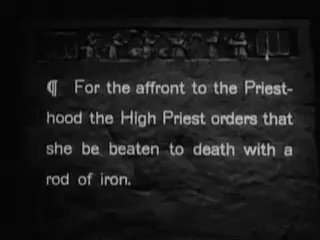 ¶ For the affront to the Priest-
hood the High Priest orders that
she be beaten to death with a
rod of iron.